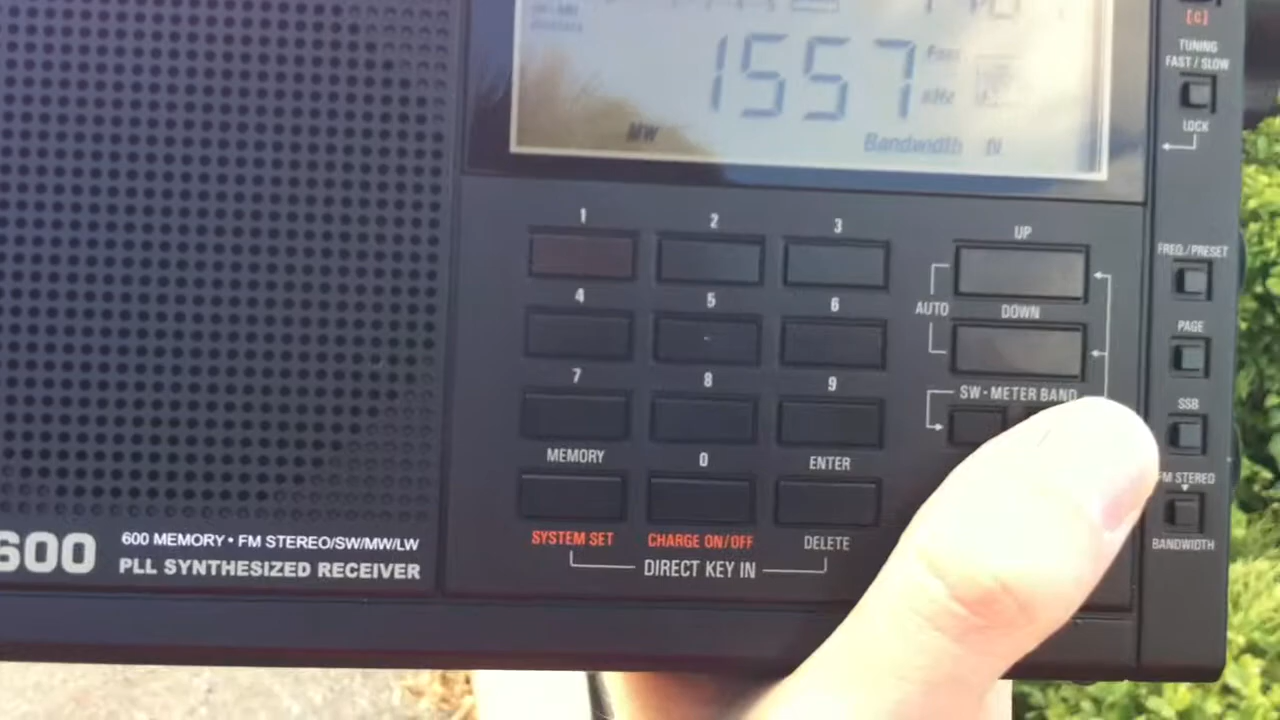 [C]
TUNING
FAST / SLOW
LOCK
1557
kHz
MW
Bandwidth N
1 2 3
4 5 6
7 8 9
MEMORY 0 ENTER
SYSTEM SET CHARGE ON/OFF DELETE
DIRECT KEY IN
UP
AUTO
DOWN
SW - METER BAND
FREQ./PRESET
PAGE
SSB
FM STEREO
BANDWIDTH
600
600 MEMORY • FM STEREO/SW/MW/LW
PLL SYNTHESIZED RECEIVER